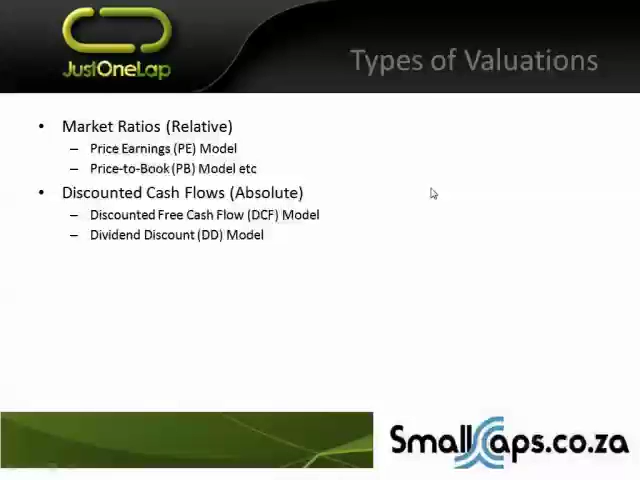 JustOneLap
Types of Valuations
• Market Ratios (Relative)
– Price Earnings (PE) Model
– Price-to-Book (PB) Model etc
• Discounted Cash Flows (Absolute)
– Discounted Free Cash Flow (DCF) Model
– Dividend Discount (DD) Model
SmallCaps.co.za